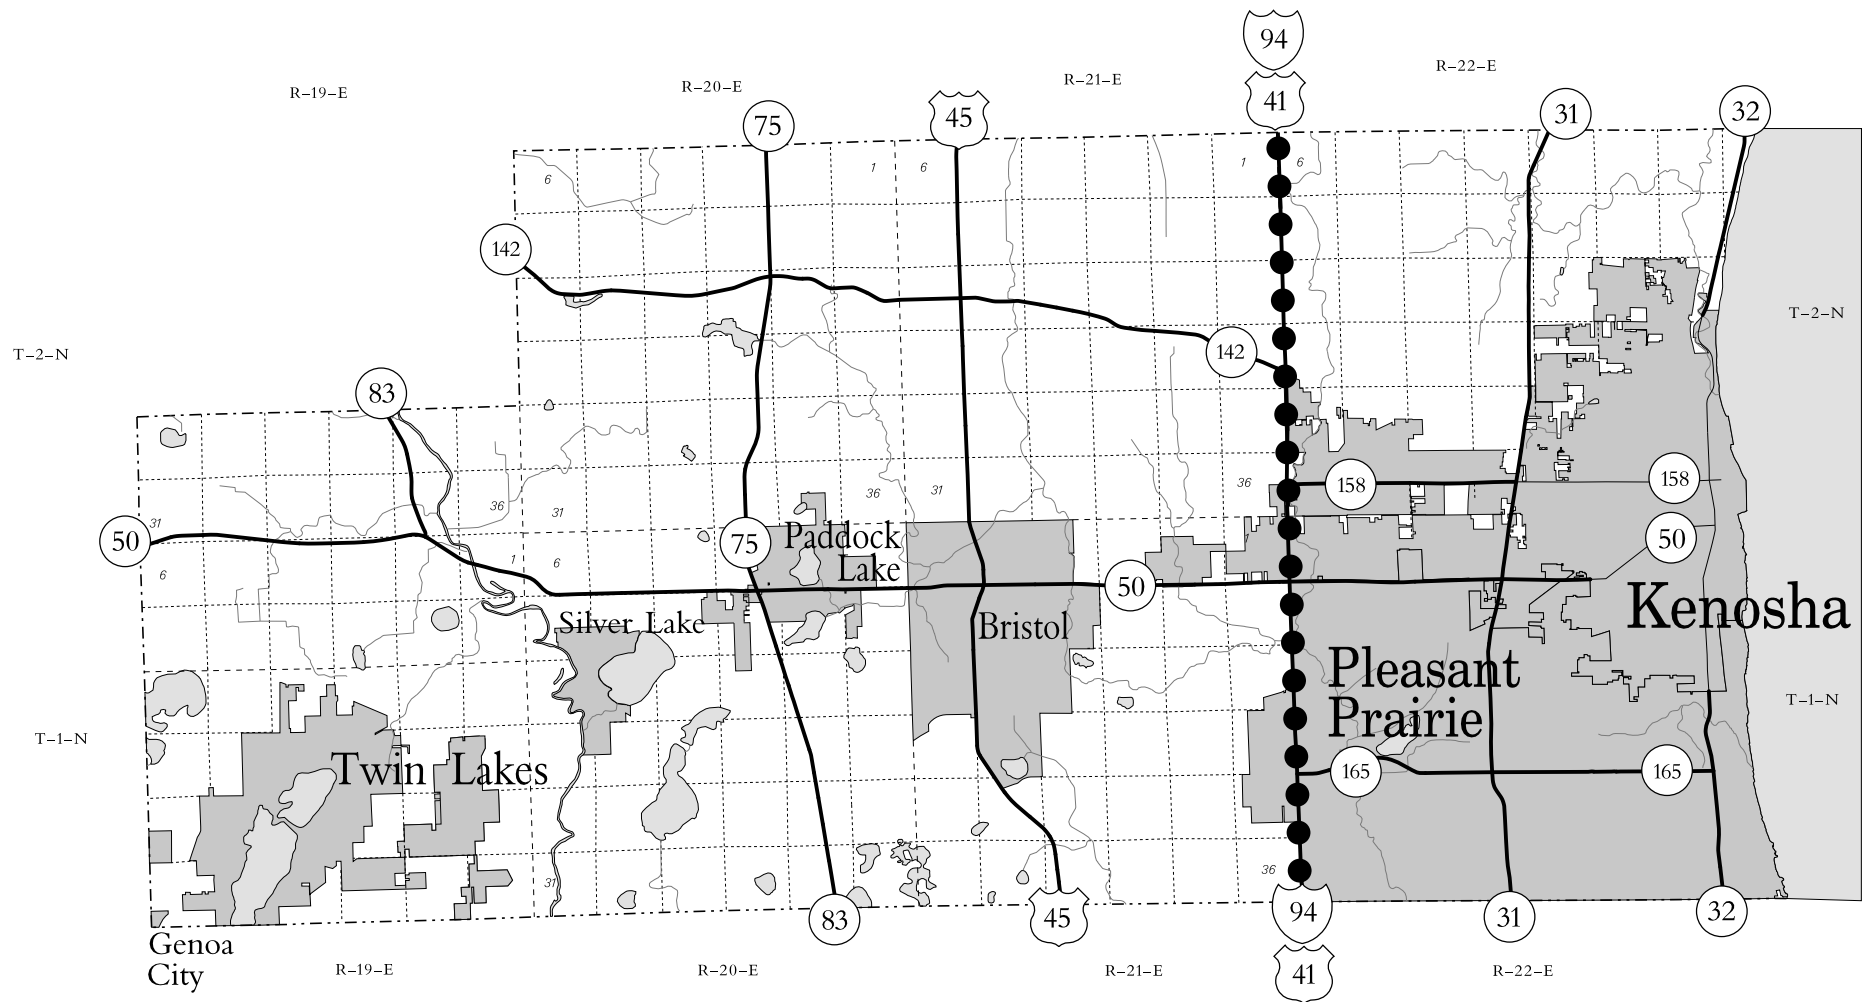 94
R–22–E
R–21–E
R–20–E
R–19–E
41
32
31
45
75
6
1
6
1
6
142
T–2–N
142
T–2–N
83
158
158
36
31
36
36
31
31
50
50
75
Paddock
Lake
1
6
1
6
50
Kenosha
Silver Lake
Bristol
Pleasant
Prairie
T–1–N
T–1–N
Twin Lakes
165
165
36
31
83
45
94
31
32
Genoa
City
R–19–E
R–20–E
R–21–E
R–22–E
41